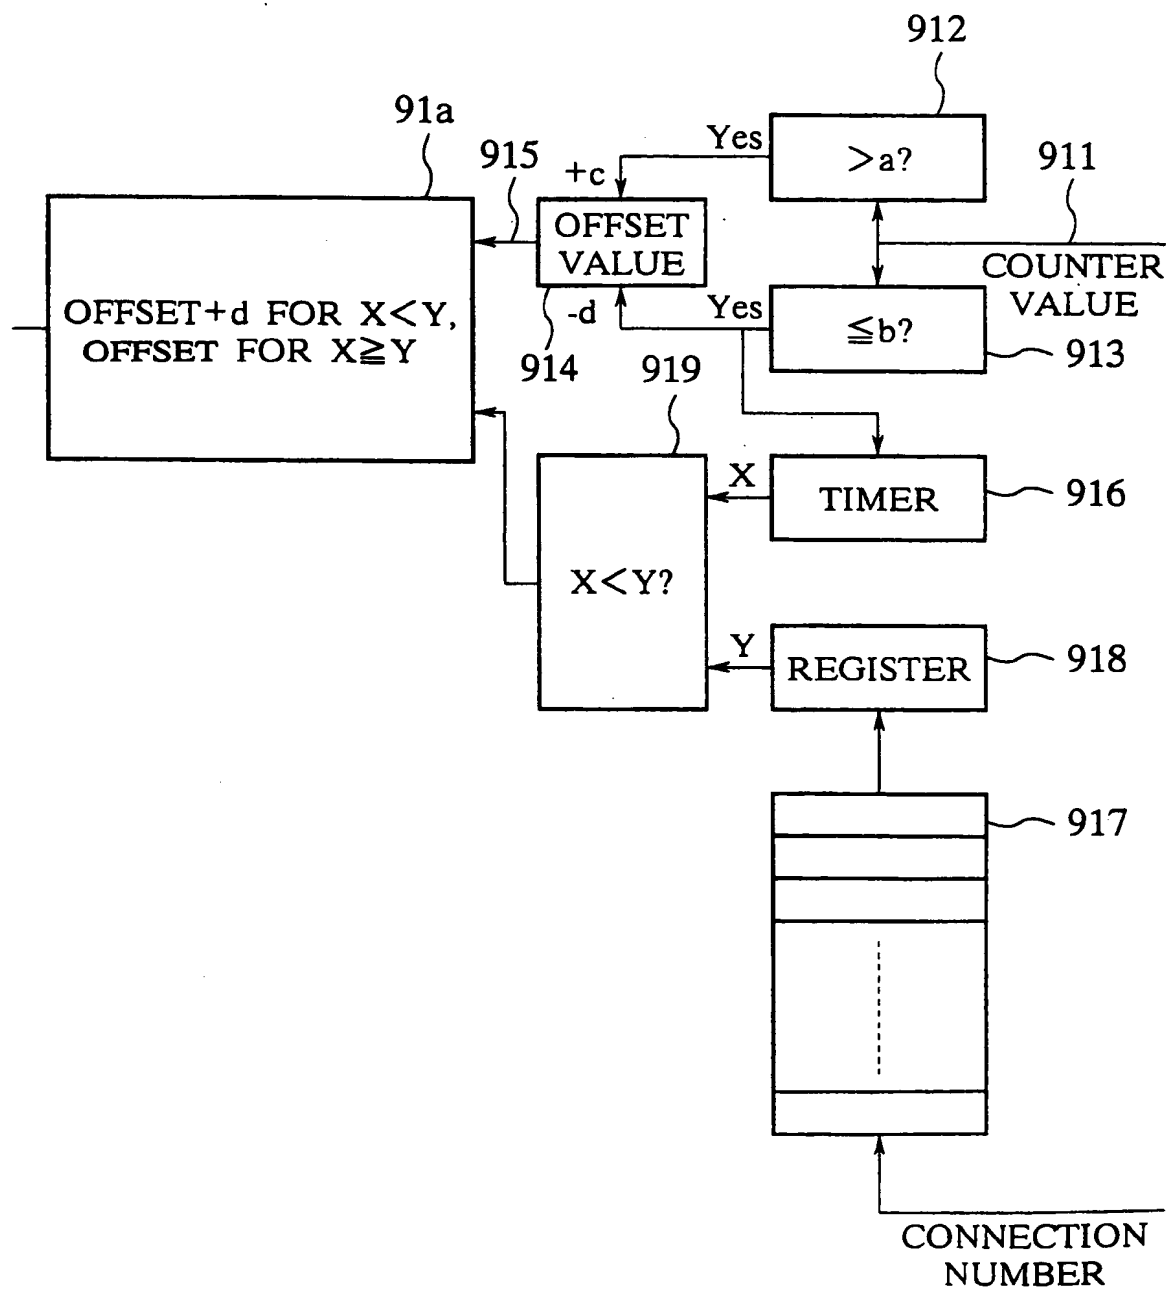 912
91a
915
Yes
>a?
911
+c
OFFSET
VALUE
COUNTER
VALUE
OFFSET+d FOR X<Y,
OFFSET FOR X≧Y
-d
Yes
≦b?
914
919
913
X
TIMER
916
X<Y?
Y
REGISTER
918
917
CONNECTION
NUMBER